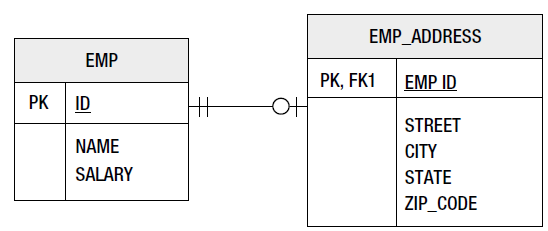 EMP
PK ID
NAME
SALARY
EMP_ADDRESS
PK, FK1 EMP ID
STREET
CITY
STATE
ZIP_CODE